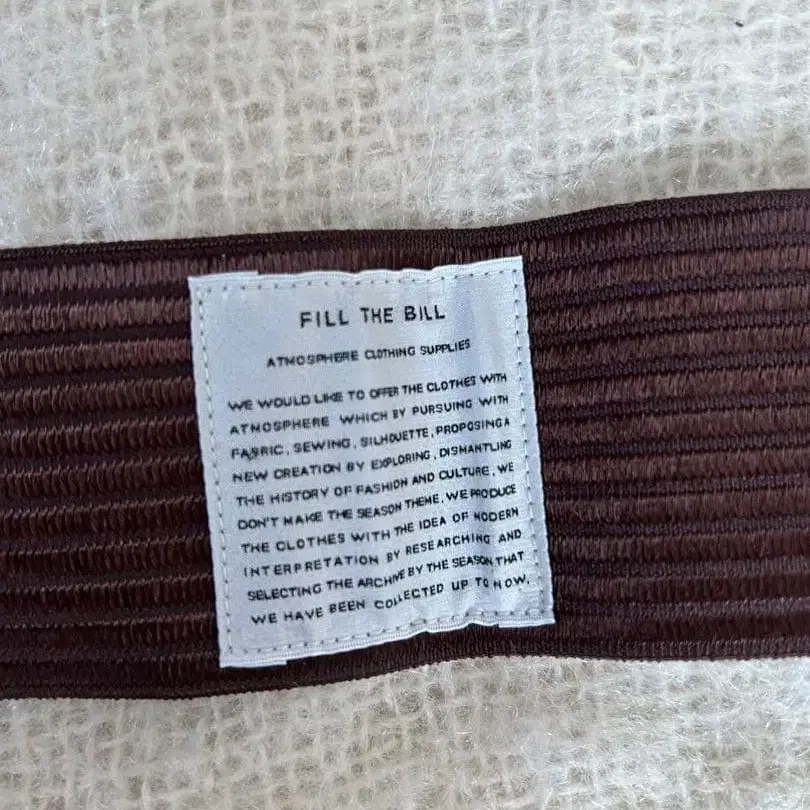 FILL THE BILL
ATMOSPHERE CLOTHING SUPPLIES
WE WOULD LIKE TO OFFER THE CLOTHES WITH
ATMOSPHERE WHICH BY PURSUING WITH
FABRIC, SEWING, SILHOUETTE, PROPOSING A
NEW CREATION BY EXPLORING, DISMANTLING
THE HISTORY OF FASHION AND CULTURE, WE
DON'T MAKE THE SEASON THEME, WE PRODUCE
THE CLOTHES WITH THE IDEA OF MODERN
INTERPRETATION BY RESEARCHING AND
SELECTING THE ARCHIVE BY THE SEASON THAT
WE HAVE BEEN COLLECTED UP TO NOW.